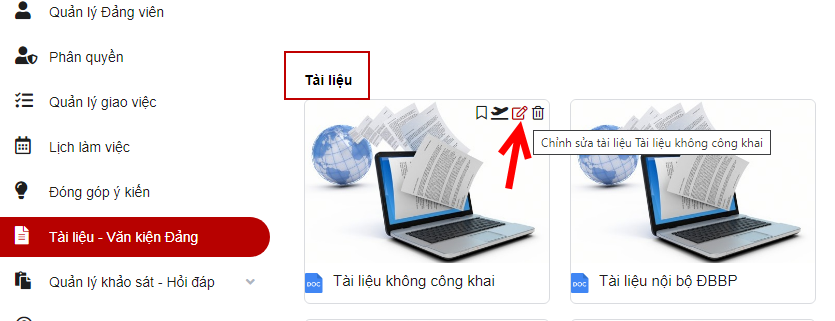 Quản lý Đảng viên
Phân quyền
Quản lý giao việc
Lịch làm việc
Đóng góp ý kiến
Tài liệu - Văn kiện Đảng
Quản lý khảo sát - Hỏi đáp
Tài liệu
Chỉnh sửa tài liệu Tài liệu không công khai
DOC
Tài liệu không công khai
DOC
Tài liệu nội bộ ĐBBP